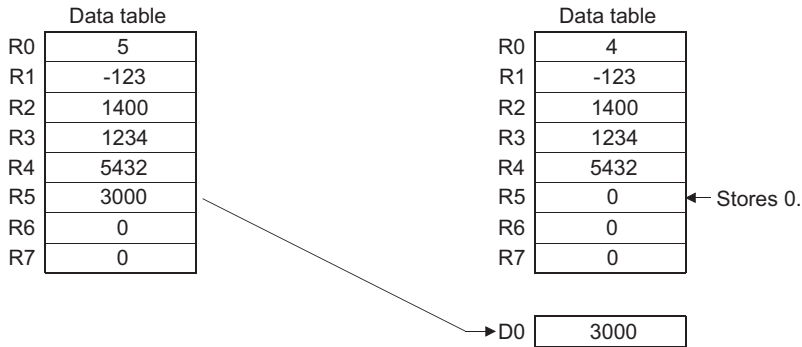 Data table Data table
R0 5 R0 4
R1 -123 R1 -123
R2 1400 R2 1400
R3 1234 R3 1234
R4 5432 R4 5432
R5 3000 R5 0 Stores 0.
R6 0 R6 0
R7 0 R7 0
D0 3000